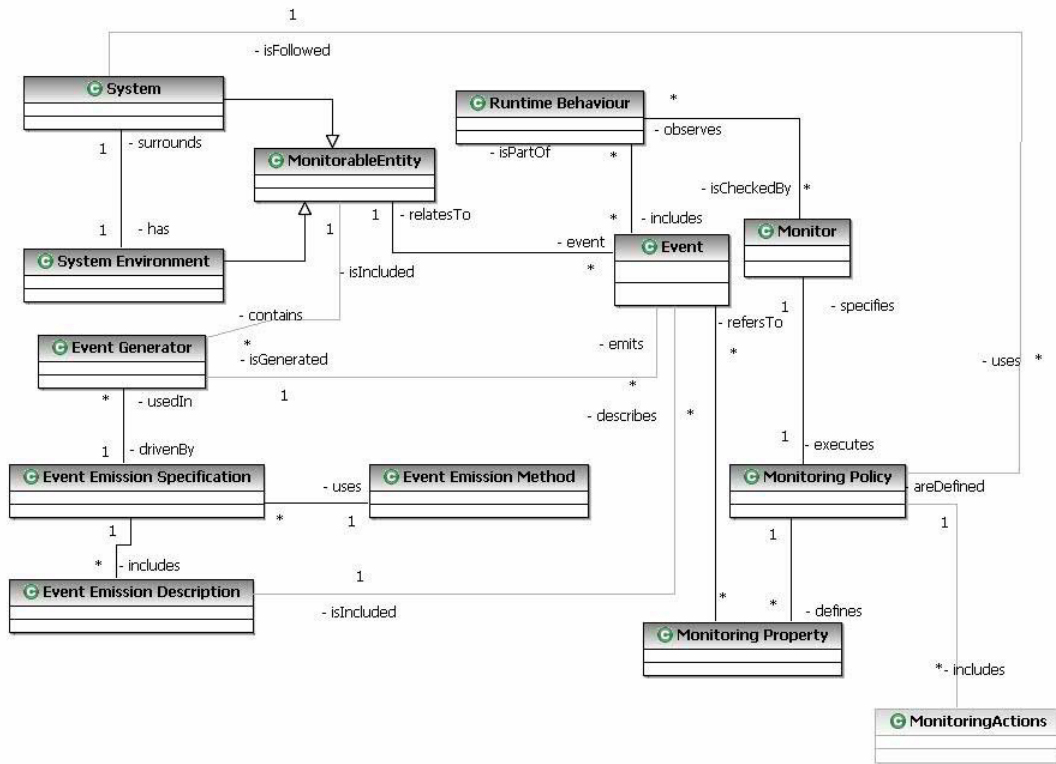 1
- isFollowed
System
Runtime Behaviour
*
1
- surrounds
- observes
MonitorableEntity
- isPartOf
*
- isCheckedBy
*
1
- has
1
1
- relatesTo
*
- includes
Monitor
System Environment
- event
Event
*
- isIncluded
1
- specifies
- contains
- refersTo
*
Event Generator
*
- isGenerated
- emits
*
- uses
*
*
- usedIn
1
*
- describes
1
- drivenBy
1
- executes
Event Emission Specification
Event Emission Method
Monitoring Policy
- uses
- areDefined
*
1
1
1
1
*
- includes
1
Event Emission Description
- isIncluded
*
*
- defines
Monitoring Property
*
- includes
MonitoringActions